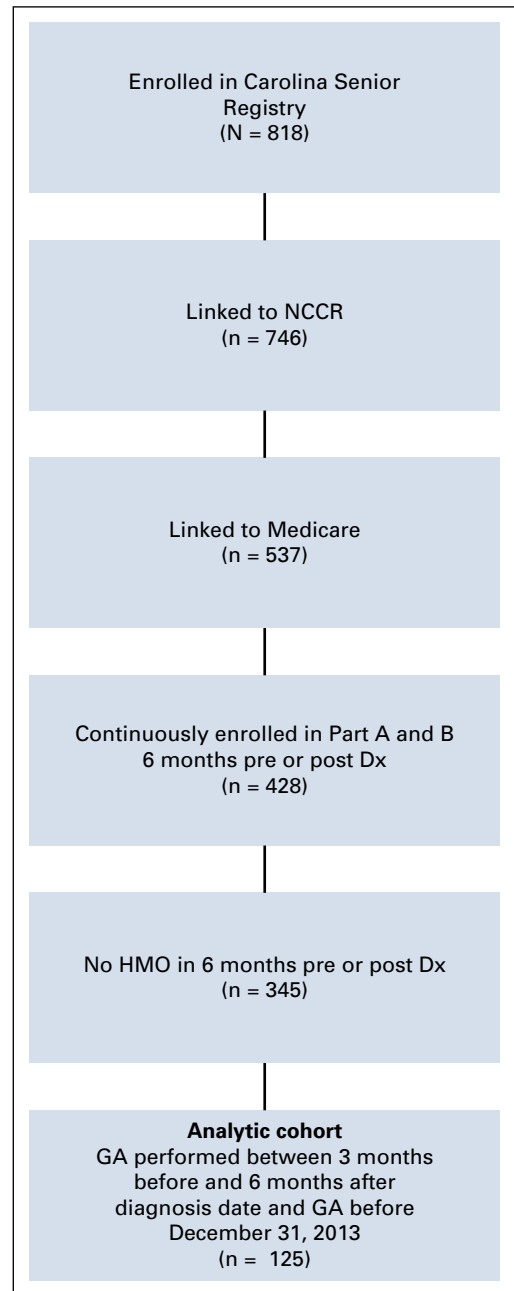 Enrolled in Carolina Senior
Registry
(N = 818)
Linked to NCCR
(n = 746)
Linked to Medicare
(n = 537)
Continuously enrolled in Part A and B
6 months pre or post Dx
(n = 428)
No HMO in 6 months pre or post Dx
(n = 345)
Analytic cohort
GA performed between 3 months
before and 6 months after
diagnosis date and GA before
December 31, 2013
(n = 125)